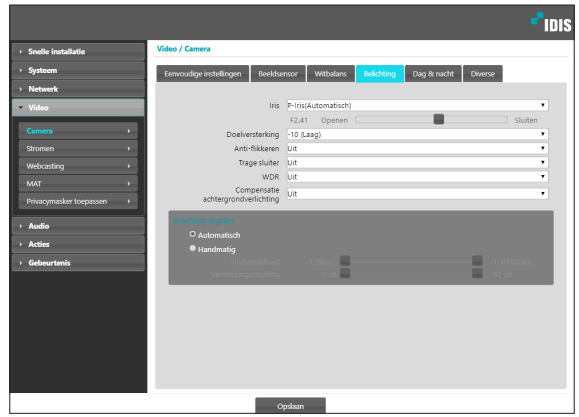 IDIS
Snelle installatie
Systeem
Netwerk
Video
Camera
Stromen
Webcasting
MAT
Privacymasker toepassen
Audio
Acties
Gebeurtenis
Video / Camera
Eenvoudige instellingen Beeldsensor Witbalans Belichting Dag & nacht Diverse
Iris P-Iris(Automatisch)
F2.41 Openen Sluiten
Doelversterking -10 (Laag)
Anti-flikkeren Uit
Trage sluiter Uit
WDR Uit
Compensatie
achtergrondverlichting Uit
Automatisch
Handmatig
Opslaan